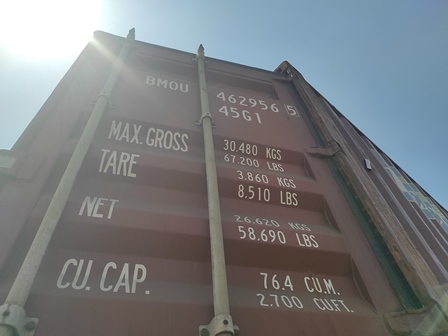 BMOU 462956 5
45G1
MAX.GROSS 30.480 KGS
67.200 LBS
TARE 3.860 KGS
8.510 LBS
NET 26.620 KGS
58.690 LBS
CU. CAP. 76.4 CU.M.
2.700 CU.FT.